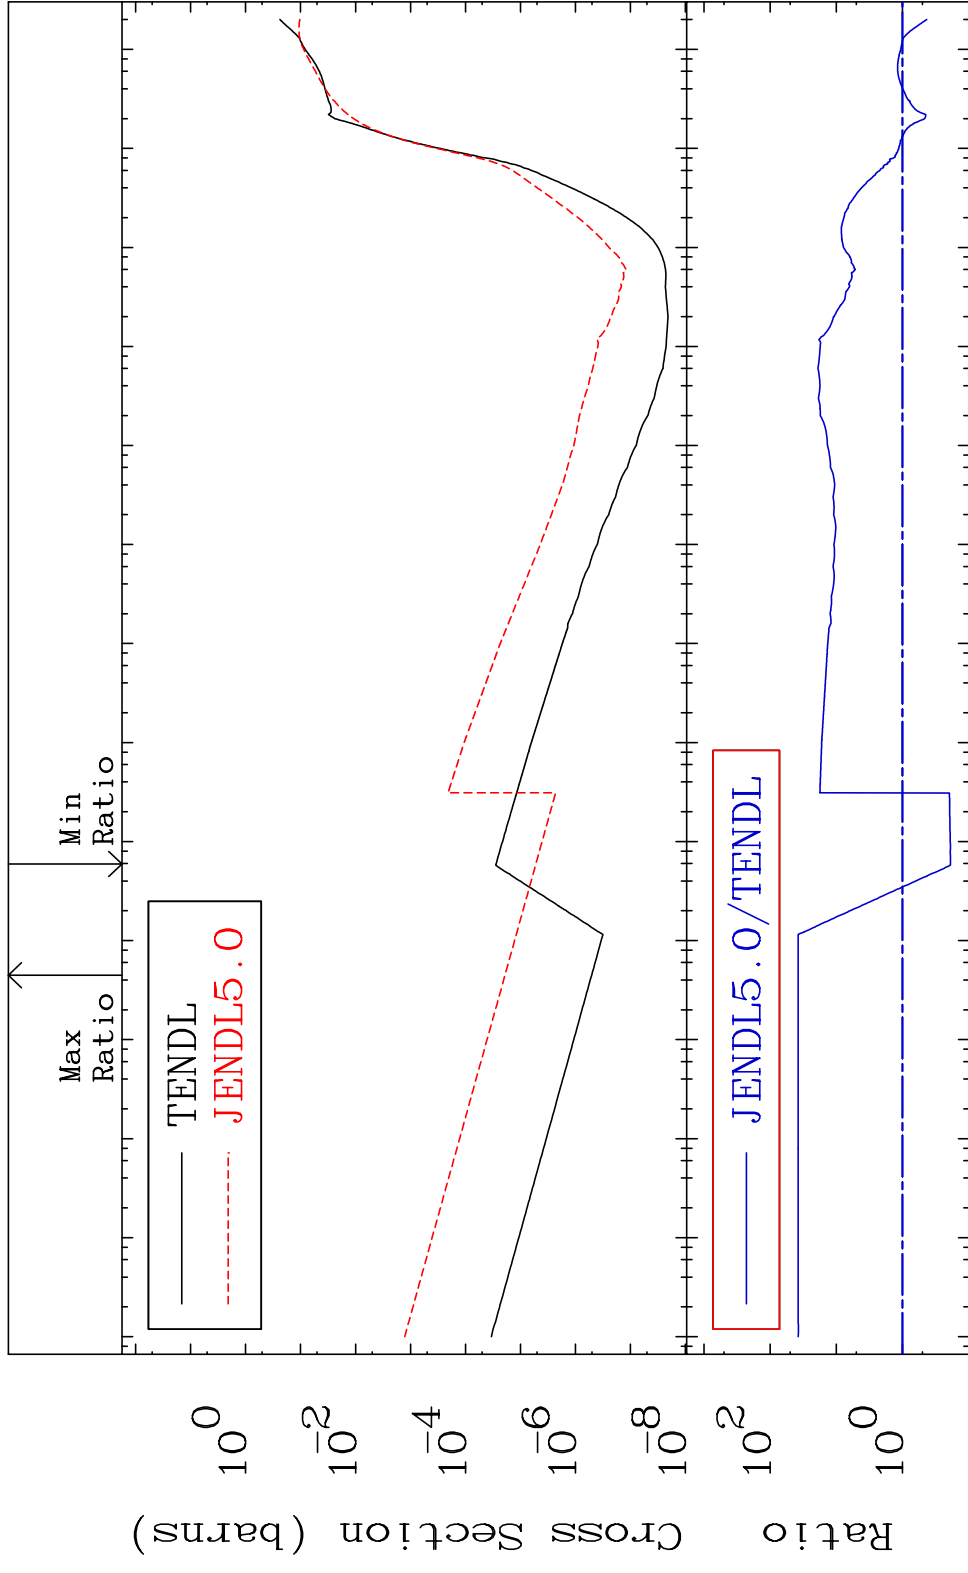 Max
Ratio
Min
Ratio
TENDL
JENDL5.0
10^0
10^-2
10^-4
10^-6
10^-8
Cross Section (barns)
JENDL5.0/TENDL
10^2
10^0
Ratio